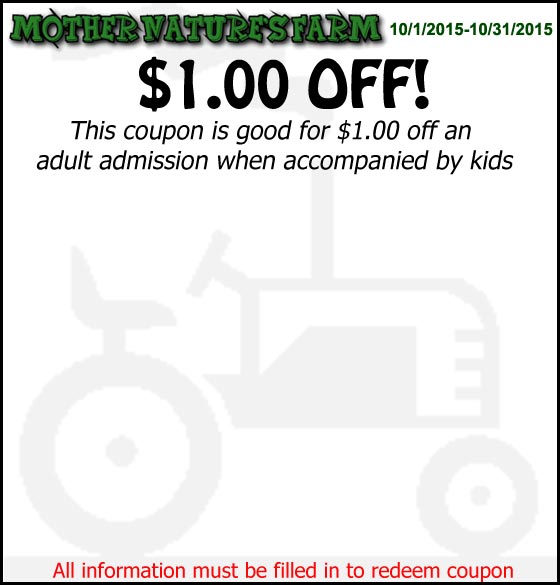 MOTHER NATURE'S FARM 10/1/2015-10/31/2015
$1.00 OFF!
This coupon is good for $1.00 off an
adult admission when accompanied by kids
All information must be filled in to redeem coupon